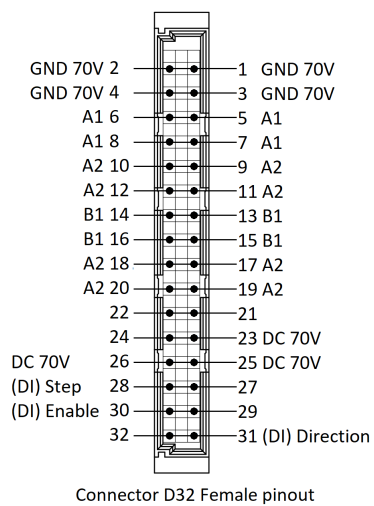 GND 70V 2 1 GND 70V
GND 70V 4 3 GND 70V
A1 6 5 A1
A1 8 7 A1
A2 10 9 A2
A2 12 11 A2
B1 14 13 B1
B1 16 15 B1
A2 18 17 A2
A2 20 19 A2
22 21
24 23 DC 70V
DC 70V 26 25 DC 70V
(DI) Step 28 27
(DI) Enable 30 29
32 31 (DI) Direction
Connector D32 Female pinout